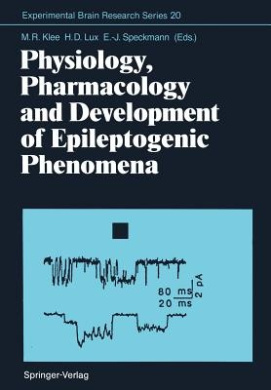 Experimental Brain Research Series 20
M.R. Klee H.D. Lux E.-J. Speckmann (Eds.)
Physiology,
Pharmacology
and Development
of Epileptogenic
Phenomena
80 ms
20 ms
2 pA
Springer-Verlag